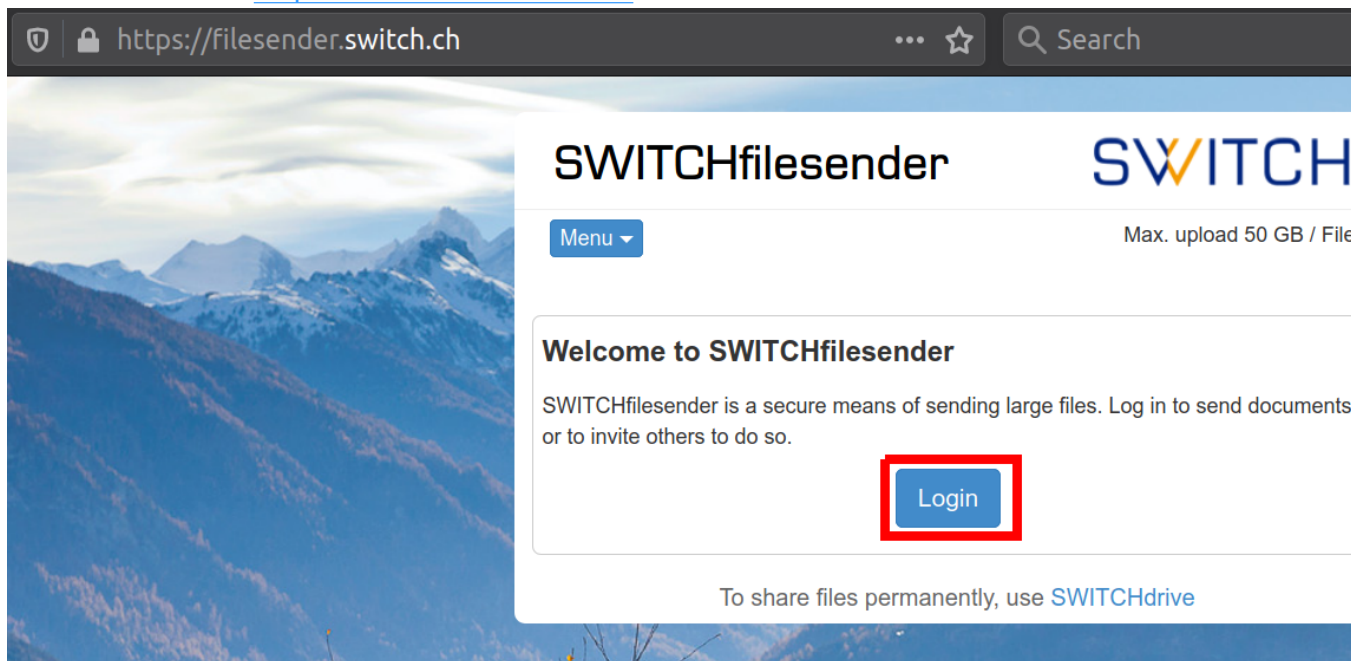 https://filesender.switch.ch
Search
SWITCHfilesender
SWITCH
Menu
Max. upload 50 GB / File
Welcome to SWITCHfilesender
SWITCHfilesender is a secure means of sending large files. Log in to send documents
or to invite others to do so.
Login
To share files permanently, use SWITCHdrive